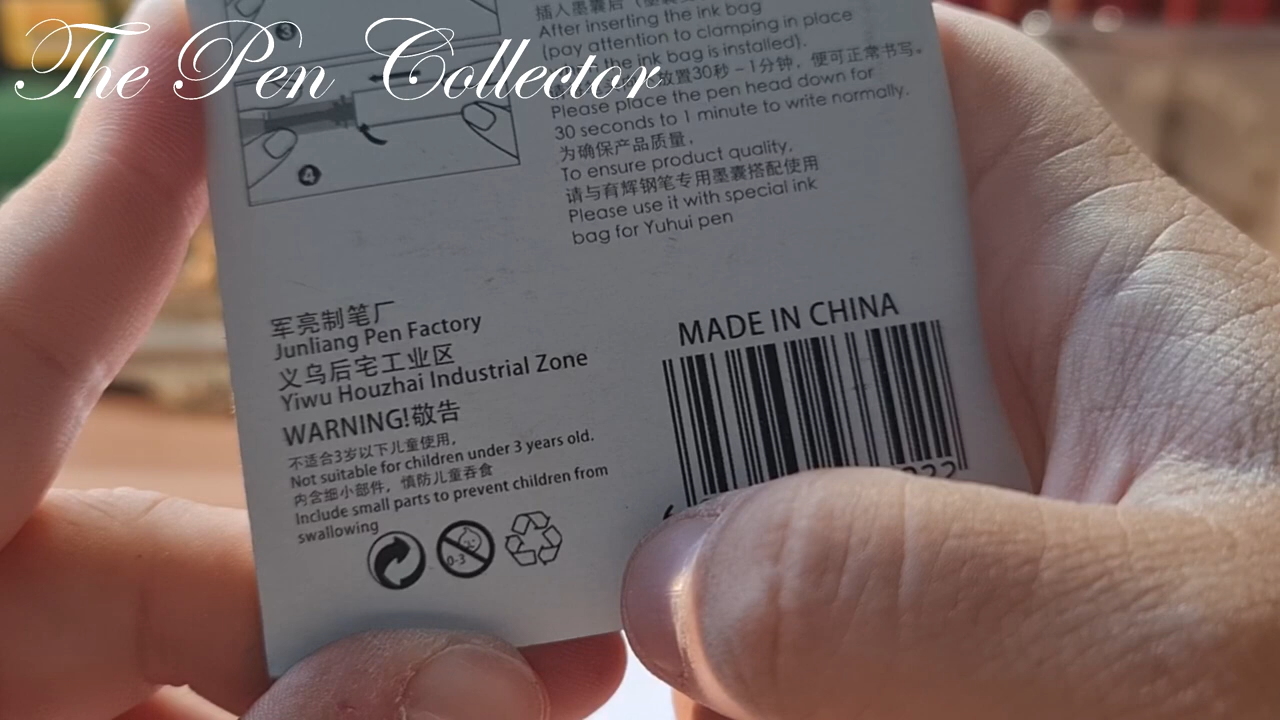 The Pen Collector
③
④
插入墨囊后
After inserting the ink bag
(pay attention to clamping in place
the ink bag is installed).
放置30秒－1分钟，便可正常书写。
Please place the pen head down for
30 seconds to 1 minute to write normally.
为确保产品质量，
To ensure product quality,
请与育辉钢笔专用墨囊搭配使用
Please use it with special ink
bag for Yuhui pen
军亮制笔厂
Junliang Pen Factory
义乌后宅工业区
Yiwu Houzhai Industrial Zone
WARNING!敬告
不适合3岁以下儿童使用，
Not suitable for children under 3 years old.
内含细小部件，慎防儿童吞食
Include small parts to prevent children from
swallowing
0-3
MADE IN CHINA